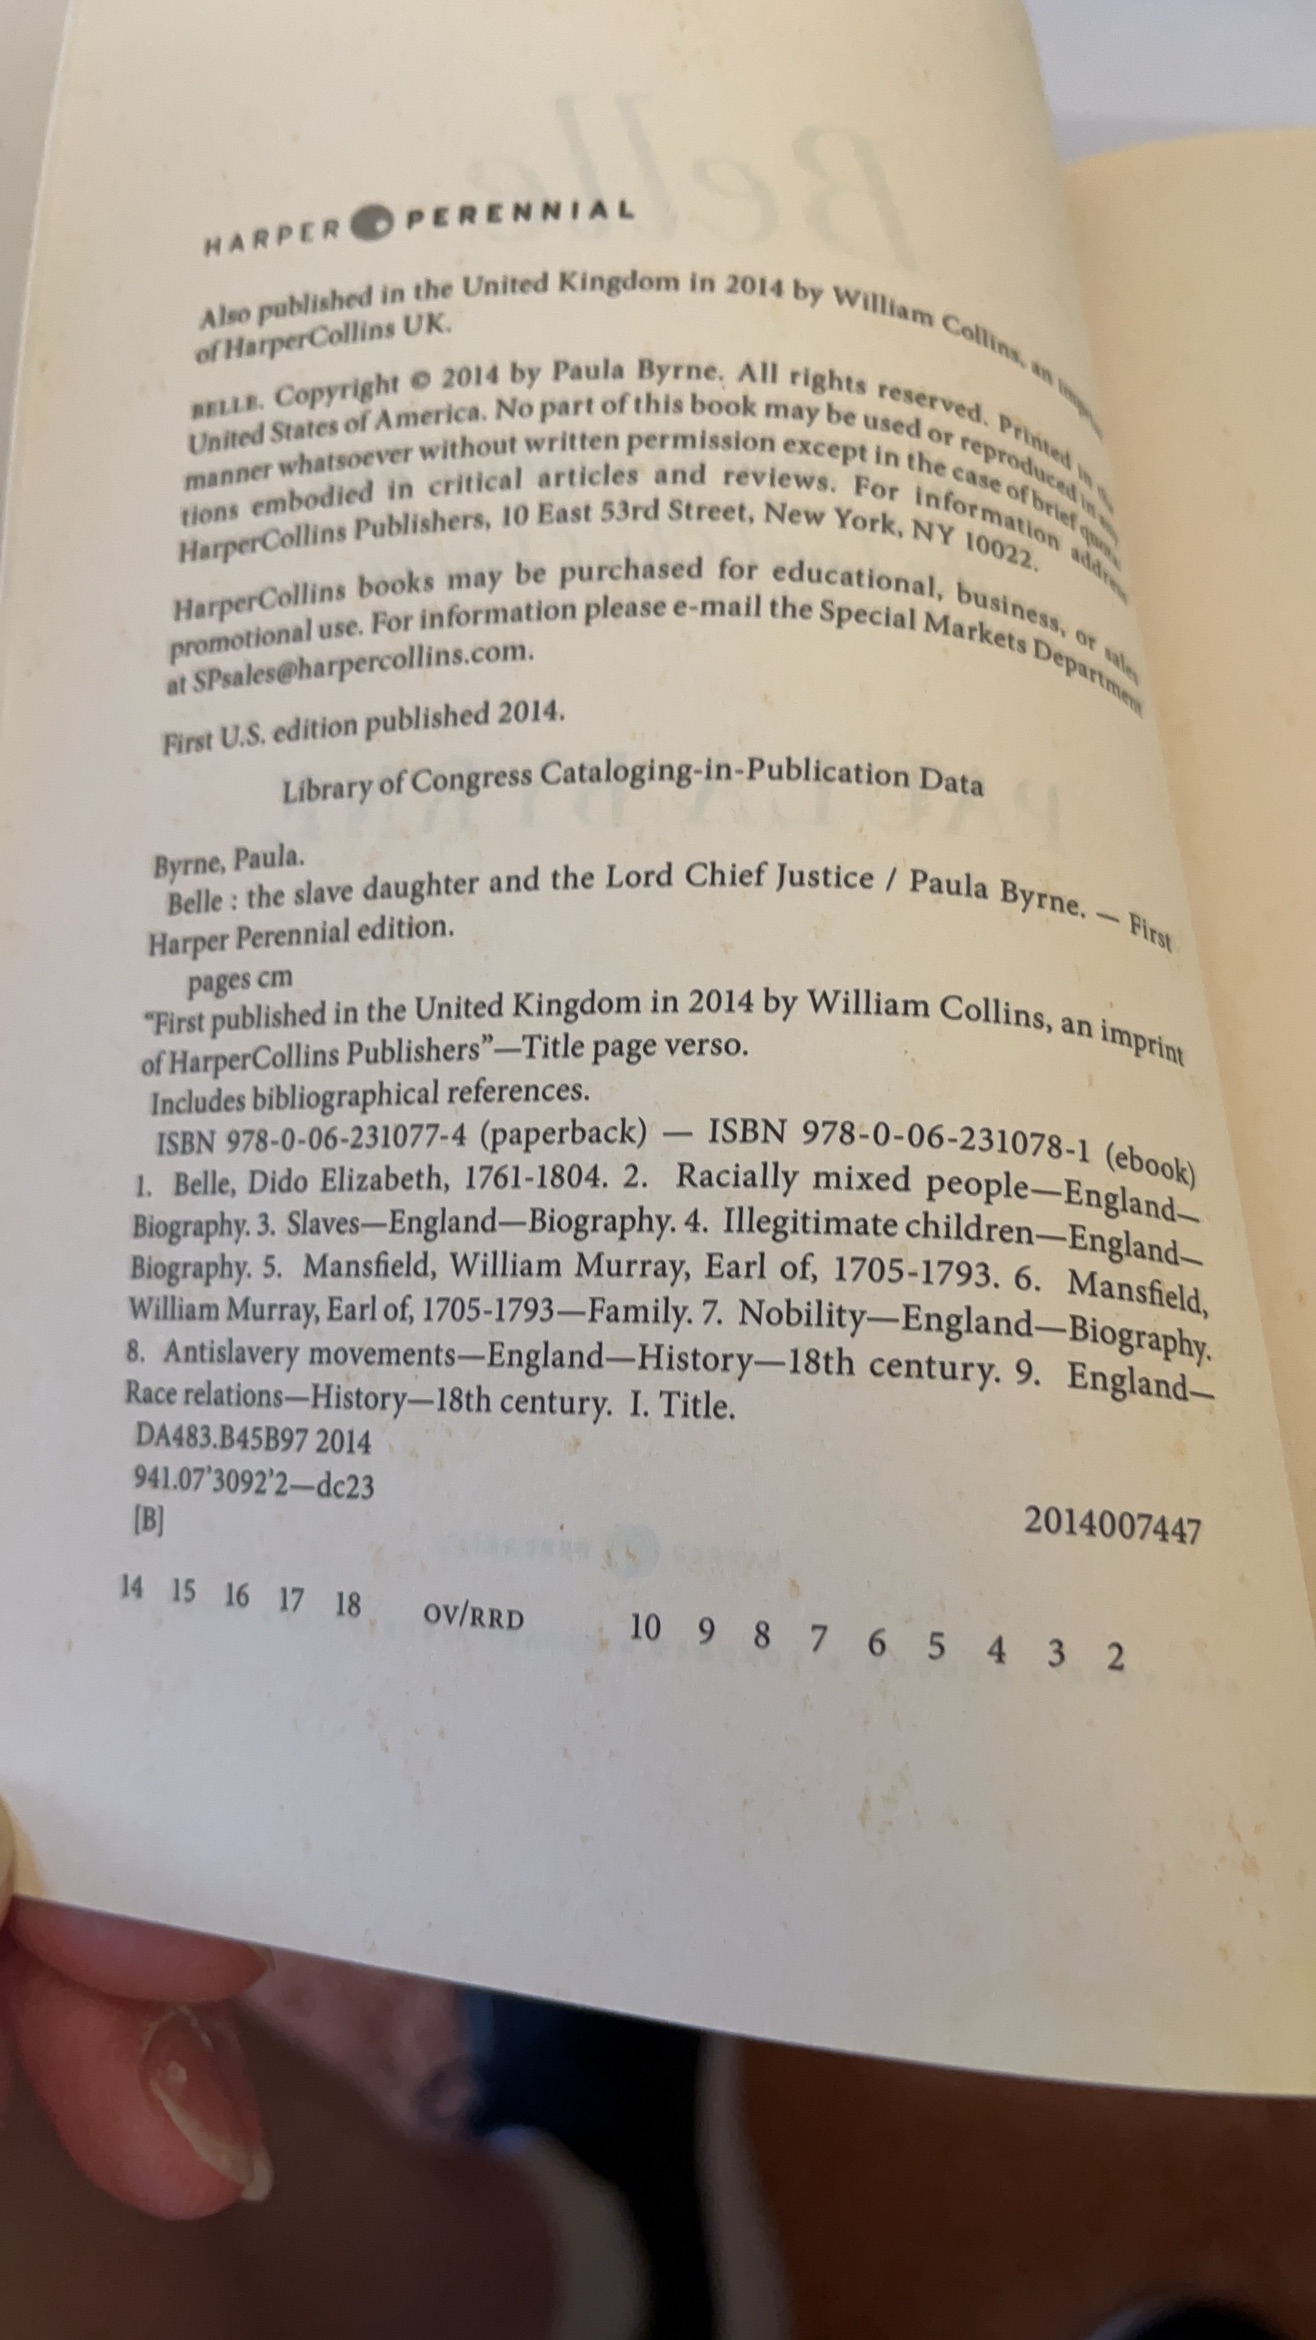 HARPER PERENNIAL
Also published in the United Kingdom in 2014 by William Collins, an
of HarperCollins UK.
BELLE. Copyright © 2014 by Paula Byrne. All rights reserved. Printed in the
United States of America. No part of this book may be used or reproduced in any
manner whatsoever without written permission except in the case of brief quota-
tions embodied in critical articles and reviews. For information address
HarperCollins Publishers, 10 East 53rd Street, New York, NY 10022.
HarperCollins books may be purchased for educational, business, or sales
promotional use. For information please e-mail the Special Markets Department
at SPsales@harpercollins.com.
First U.S. edition published 2014.
Library of Congress Cataloging-in-Publication Data
Byrne, Paula.
Belle : the slave daughter and the Lord Chief Justice / Paula Byrne. — First
Harper Perennial edition.
pages cm
“First published in the United Kingdom in 2014 by William Collins, an imprint
of HarperCollins Publishers”—Title page verso.
Includes bibliographical references.
ISBN 978-0-06-231077-4 (paperback) — ISBN 978-0-06-231078-1 (ebook)
1. Belle, Dido Elizabeth, 1761-1804. 2. Racially mixed people—England—
Biography. 3. Slaves—England—Biography. 4. Illegitimate children—England—
Biography. 5. Mansfield, William Murray, Earl of, 1705-1793. 6. Mansfield,
William Murray, Earl of, 1705-1793—Family. 7. Nobility—England—Biography.
8. Antislavery movements—England—History—18th century. 9. England—
Race relations—History—18th century. I. Title.
DA483.B45B97 2014
941.07’3092’2—dc23
[B] 2014007447
14 15 16 17 18 OV/RRD 10 9 8 7 6 5 4 3 2